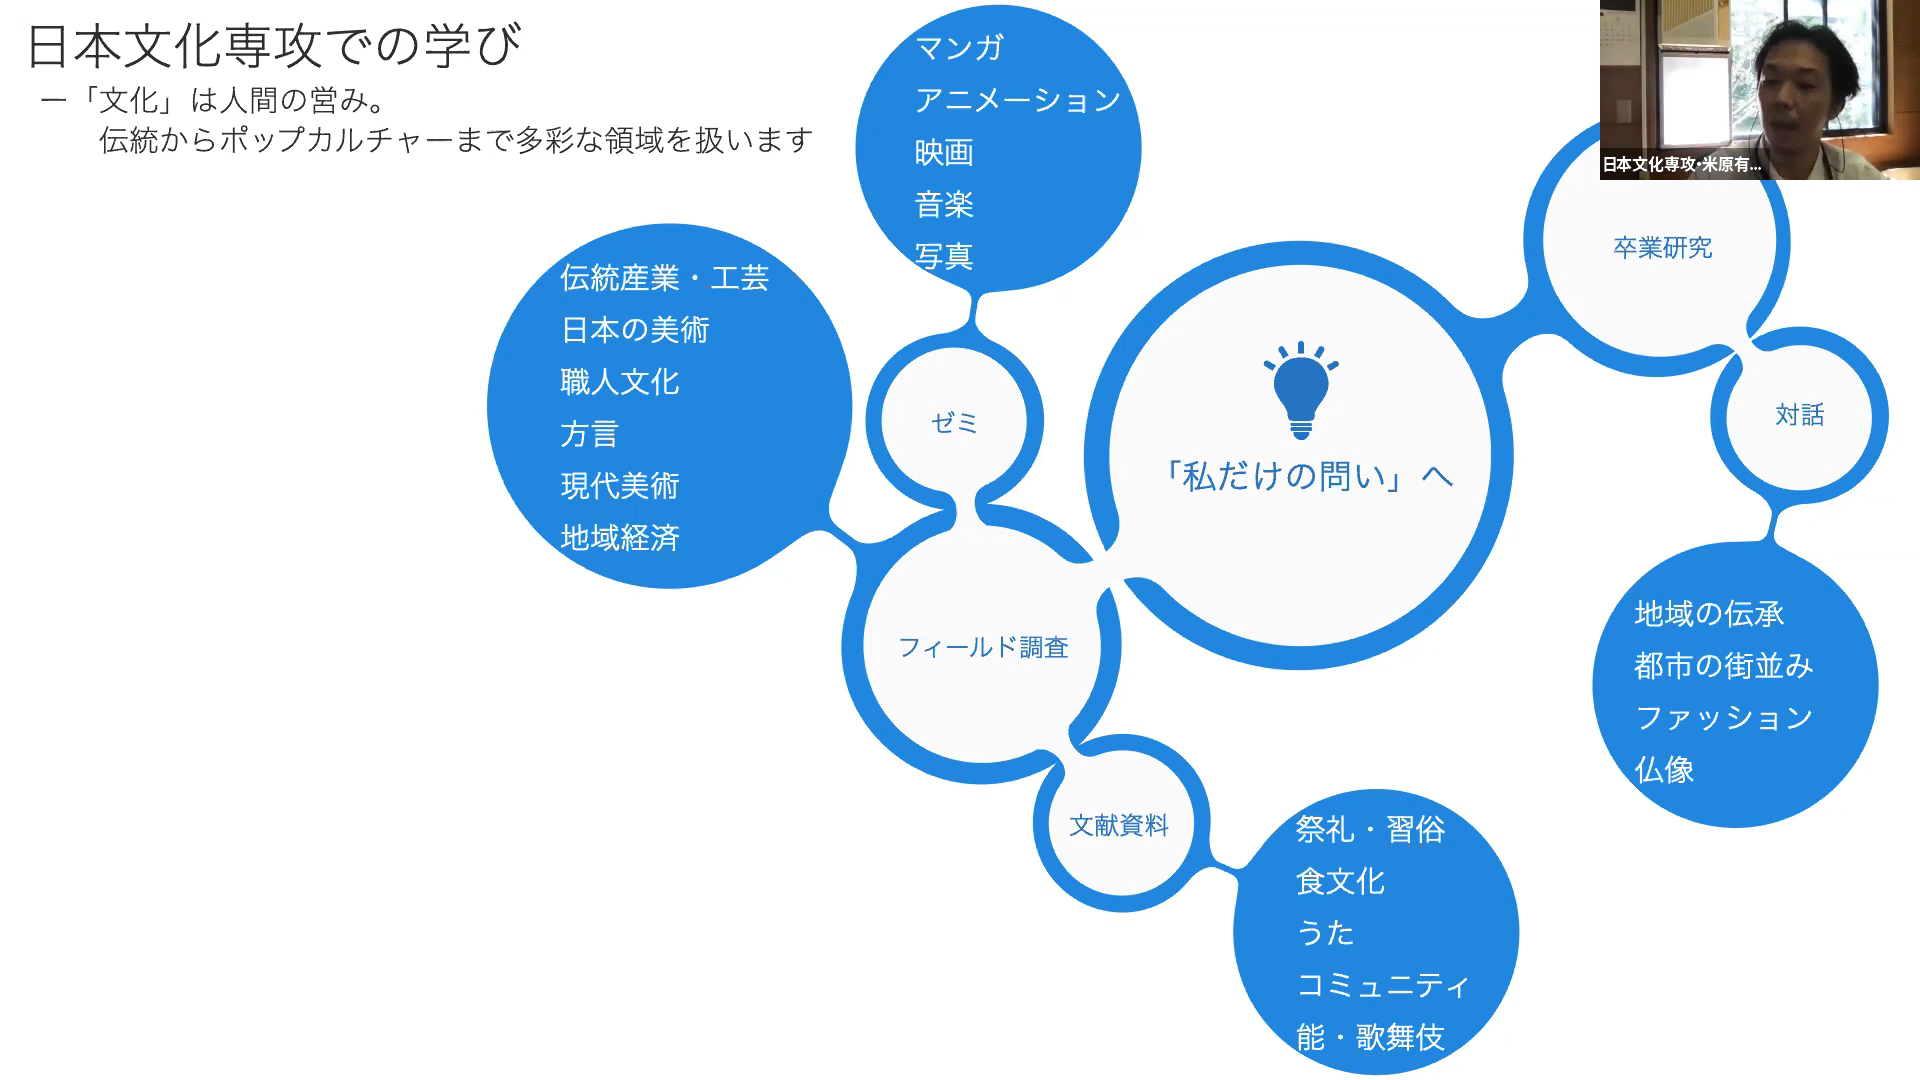 日本文化専攻での学び
ー「文化」は人間の営み。
伝統からポップカルチャーまで多彩な領域を扱います
マンガ
アニメーション
映画
音楽
写真
日本文化専攻・米原有...
卒業研究
伝統産業・工芸
日本の美術
職人文化
方言
現代美術
地域経済
ゼミ
「私だけの問い」へ
対話
フィールド調査
地域の伝承
都市の街並み
ファッション
仏像
文献資料
祭礼・習俗
食文化
うた
コミュニティ
能・歌舞伎